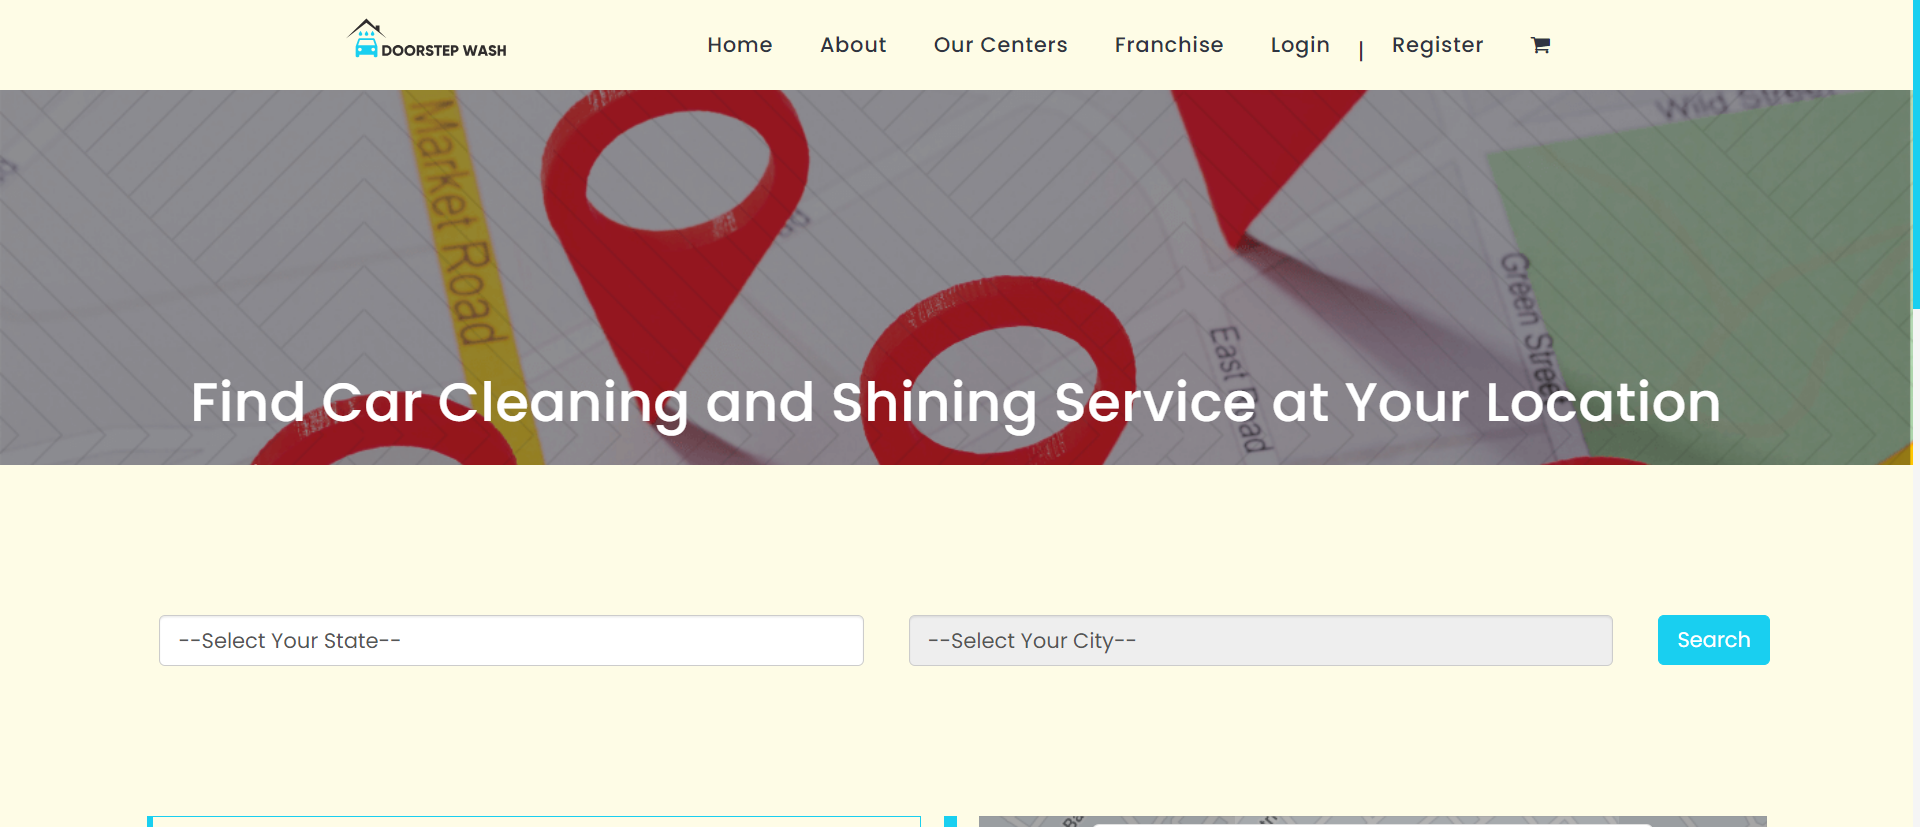 DOORSTEP WASH
Home About Our Centers Franchise Login | Register
Wild Street
Market Road
Green Street
East Road
Find Car Cleaning and Shining Service at Your Location
--Select Your State-- --Select Your City-- Search